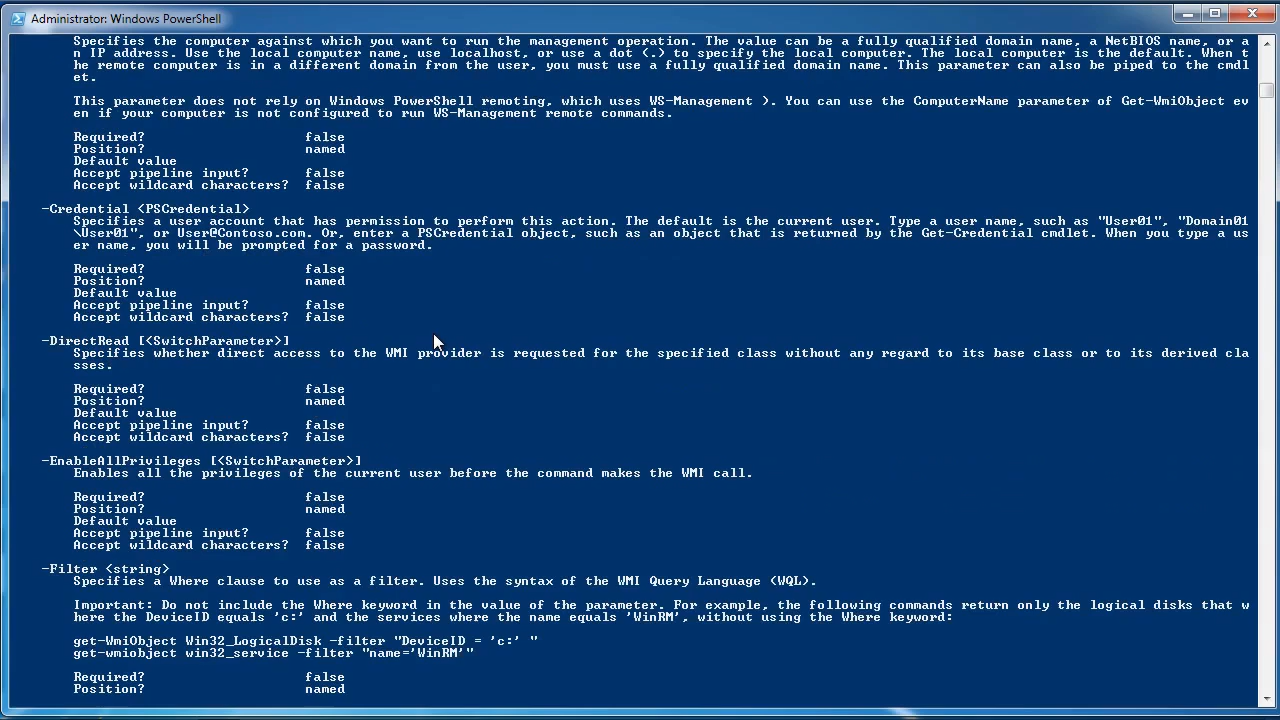 Administrator: Windows PowerShell
Specifies the computer against which you want to run the management operation. The value can be a fully qualified domain name, a NetBIOS name, or a
n IP address. Use the local computer name, use localhost, or use a dot (.) to specify the local computer. The local computer is the default. When t
he remote computer is in a different domain from the user, you must use a fully qualified domain name. This parameter can also be piped to the cmdl
et.
This parameter does not rely on Windows PowerShell remoting, which uses WS-Management ). You can use the ComputerName parameter of Get-WmiObject ev
en if your computer is not configured to run WS-Management remote commands.
Required? false
Position? named
Default value
Accept pipeline input? false
Accept wildcard characters? false
-Credential <PSCredential>
Specifies a user account that has permission to perform this action. The default is the current user. Type a user name, such as "User01", "Domain01
\User01", or User@Contoso.com. Or, enter a PSCredential object, such as an object that is returned by the Get-Credential cmdlet. When you type a us
er name, you will be prompted for a password.
Required? false
Position? named
Default value
Accept pipeline input? false
Accept wildcard characters? false
-DirectRead [<SwitchParameter>]
Specifies whether direct access to the WMI provider is requested for the specified class without any regard to its base class or to its derived cla
sses.
Required? false
Position? named
Default value
Accept pipeline input? false
Accept wildcard characters? false
-EnableAllPrivileges [<SwitchParameter>]
Enables all the privileges of the current user before the command makes the WMI call.
Required? false
Position? named
Default value
Accept pipeline input? false
Accept wildcard characters? false
-Filter <string>
Specifies a Where clause to use as a filter. Uses the syntax of the WMI Query Language (WQL).
Important: Do not include the Where keyword in the value of the parameter. For example, the following commands return only the logical disks that w
here the DeviceID equals 'c:' and the services where the name equals 'WinRM', without using the Where keyword:
get-WmiObject Win32_LogicalDisk -filter "DeviceID = 'c:' "
get-wmiobject win32_service -filter "name='WinRM'"
Required? false
Position? named